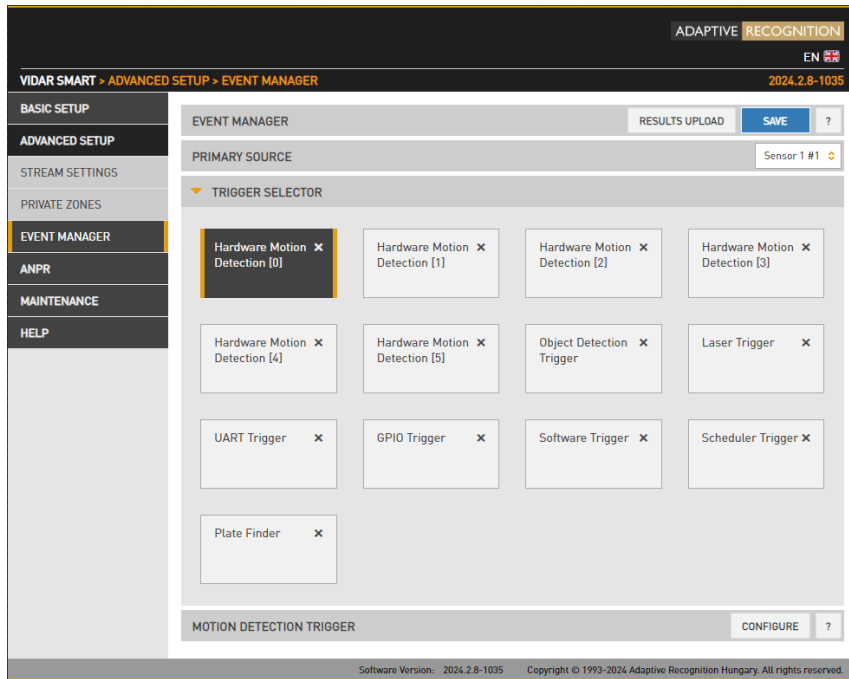 ADAPTIVE RECOGNITION
EN
VIDAR SMART > ADVANCED SETUP > EVENT MANAGER 2024.2.8-1035
BASIC SETUP
ADVANCED SETUP
STREAM SETTINGS
PRIVATE ZONES
EVENT MANAGER
ANPR
MAINTENANCE
HELP
EVENT MANAGER RESULTS UPLOAD SAVE ?
PRIMARY SOURCE Sensor 1 #1
TRIGGER SELECTOR
Hardware Motion Detection [0] ×
Hardware Motion Detection [1] ×
Hardware Motion Detection [2] ×
Hardware Motion Detection [3] ×
Hardware Motion Detection [4] ×
Hardware Motion Detection [5] ×
Object Detection Trigger ×
Laser Trigger ×
UART Trigger ×
GPIO Trigger ×
Software Trigger ×
Scheduler Trigger ×
Plate Finder ×
MOTION DETECTION TRIGGER CONFIGURE ?
Software Version: 2024.2.8-1035 Copyright © 1993-2024 Adaptive Recognition Hungary. All rights reserved.